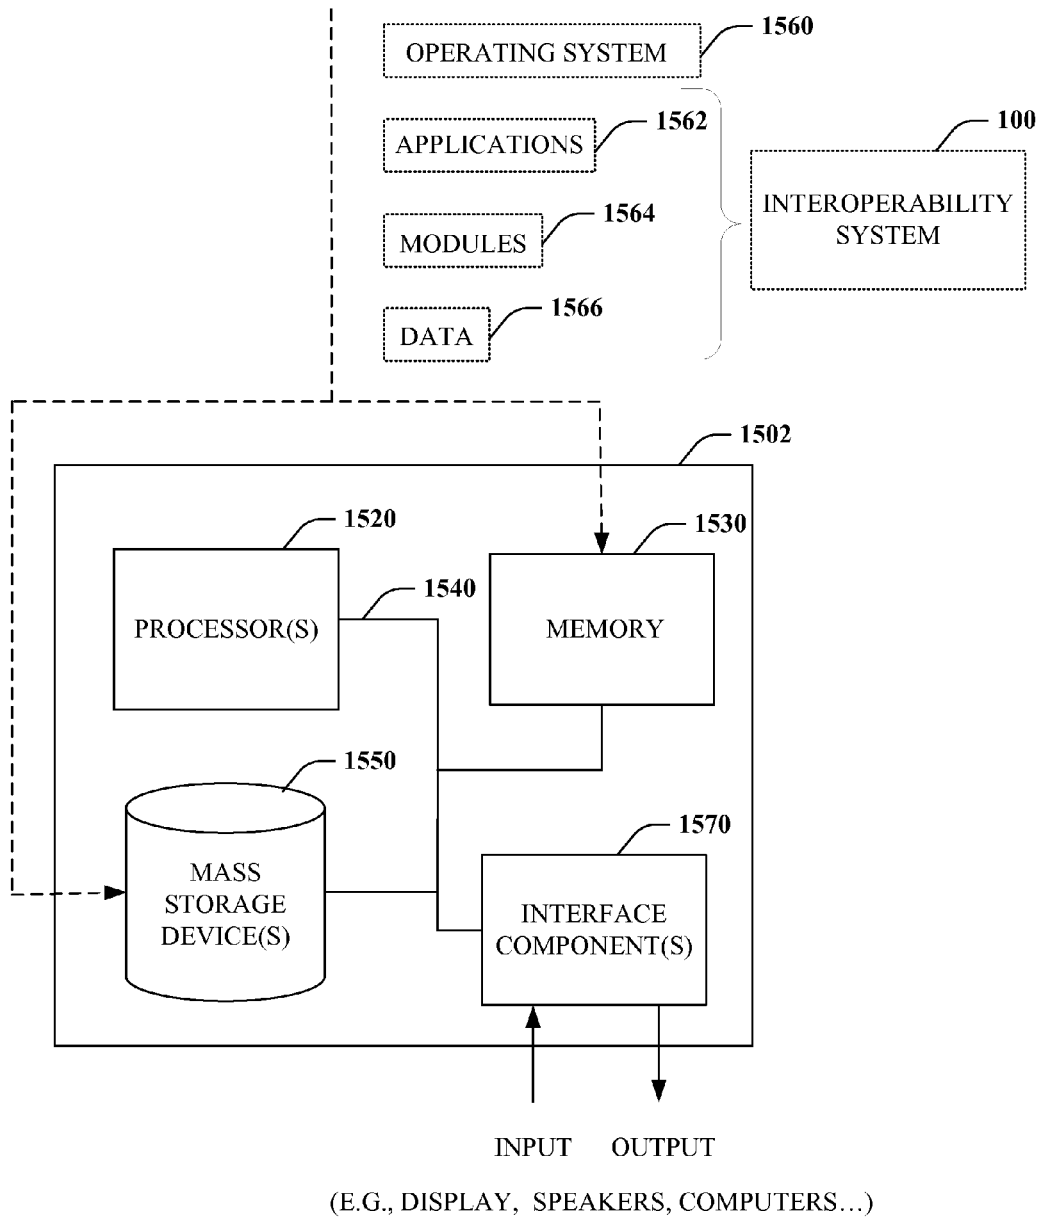 1560
OPERATING SYSTEM
1562
APPLICATIONS
100
INTEROPERABILITY
SYSTEM
1564
MODULES
1566
DATA
1502
1520
PROCESSOR(S)
1540
1530
MEMORY
1550
MASS
STORAGE
DEVICE(S)
1570
INTERFACE
COMPONENT(S)
INPUT OUTPUT
(E.G., DISPLAY, SPEAKERS, COMPUTERS…)